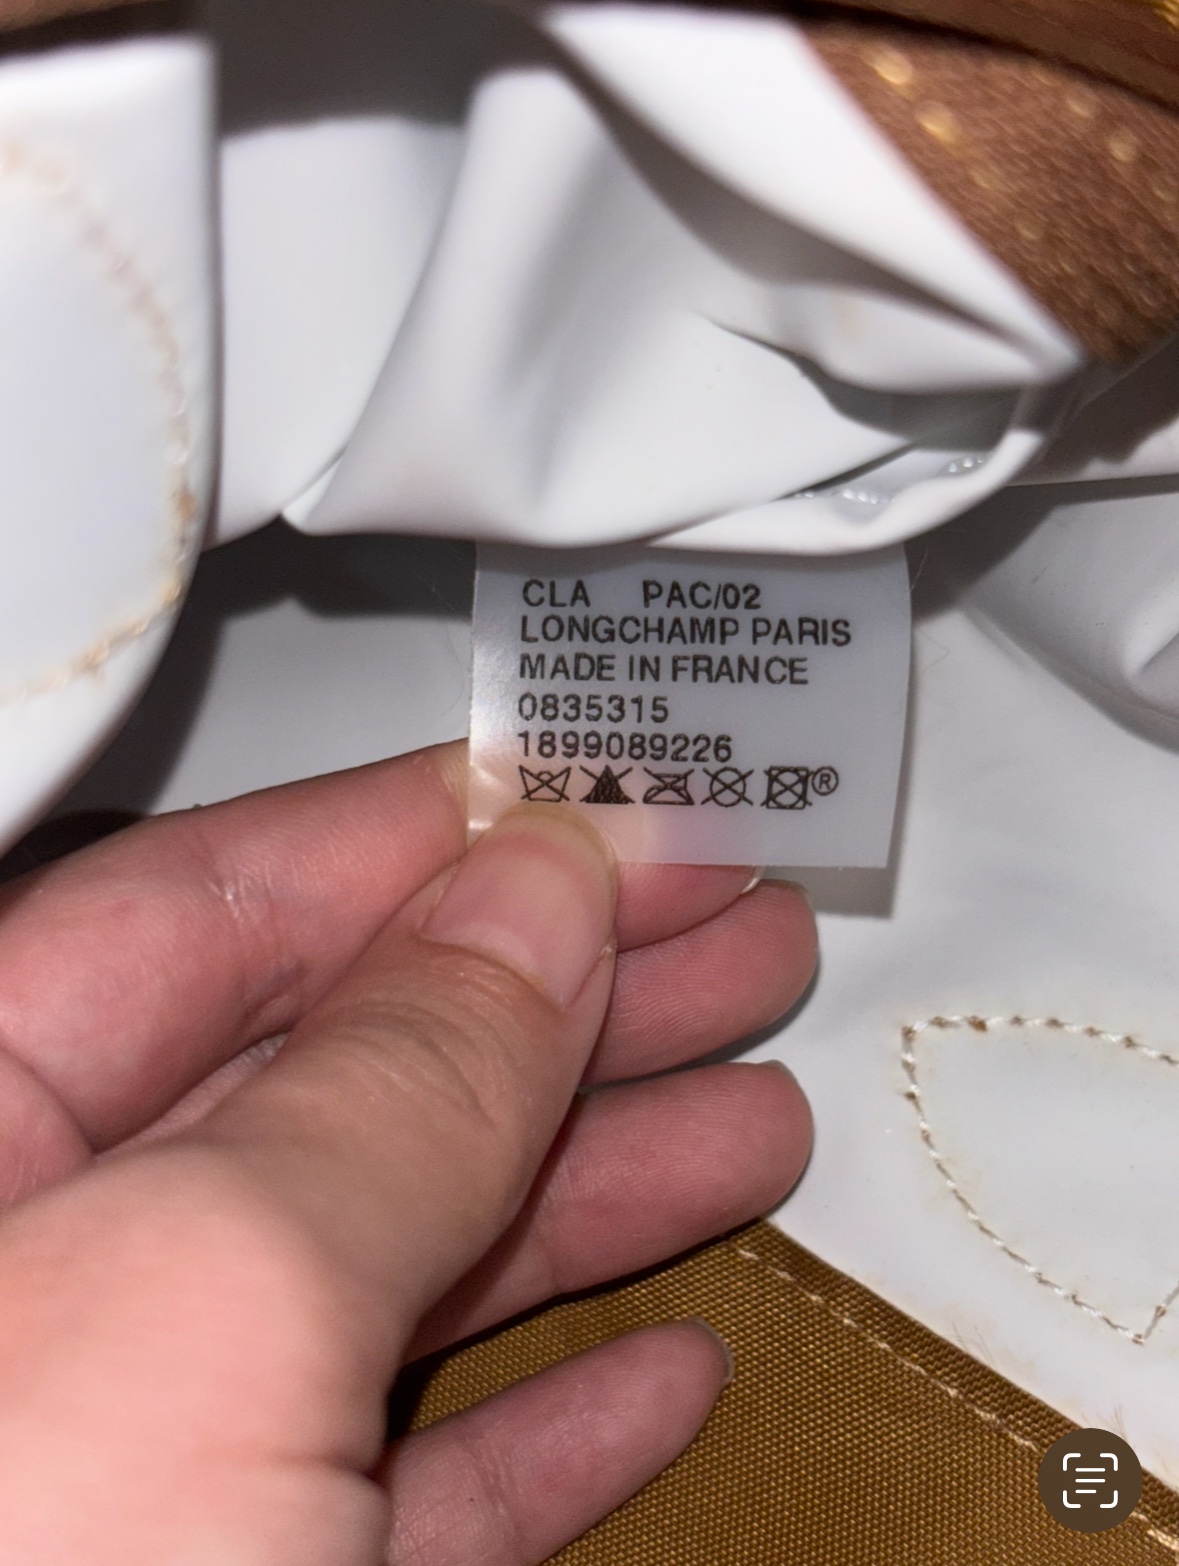 CLA PAC/02
LONGCHAMP PARIS
MADE IN FRANCE
0835315
1899089226
®